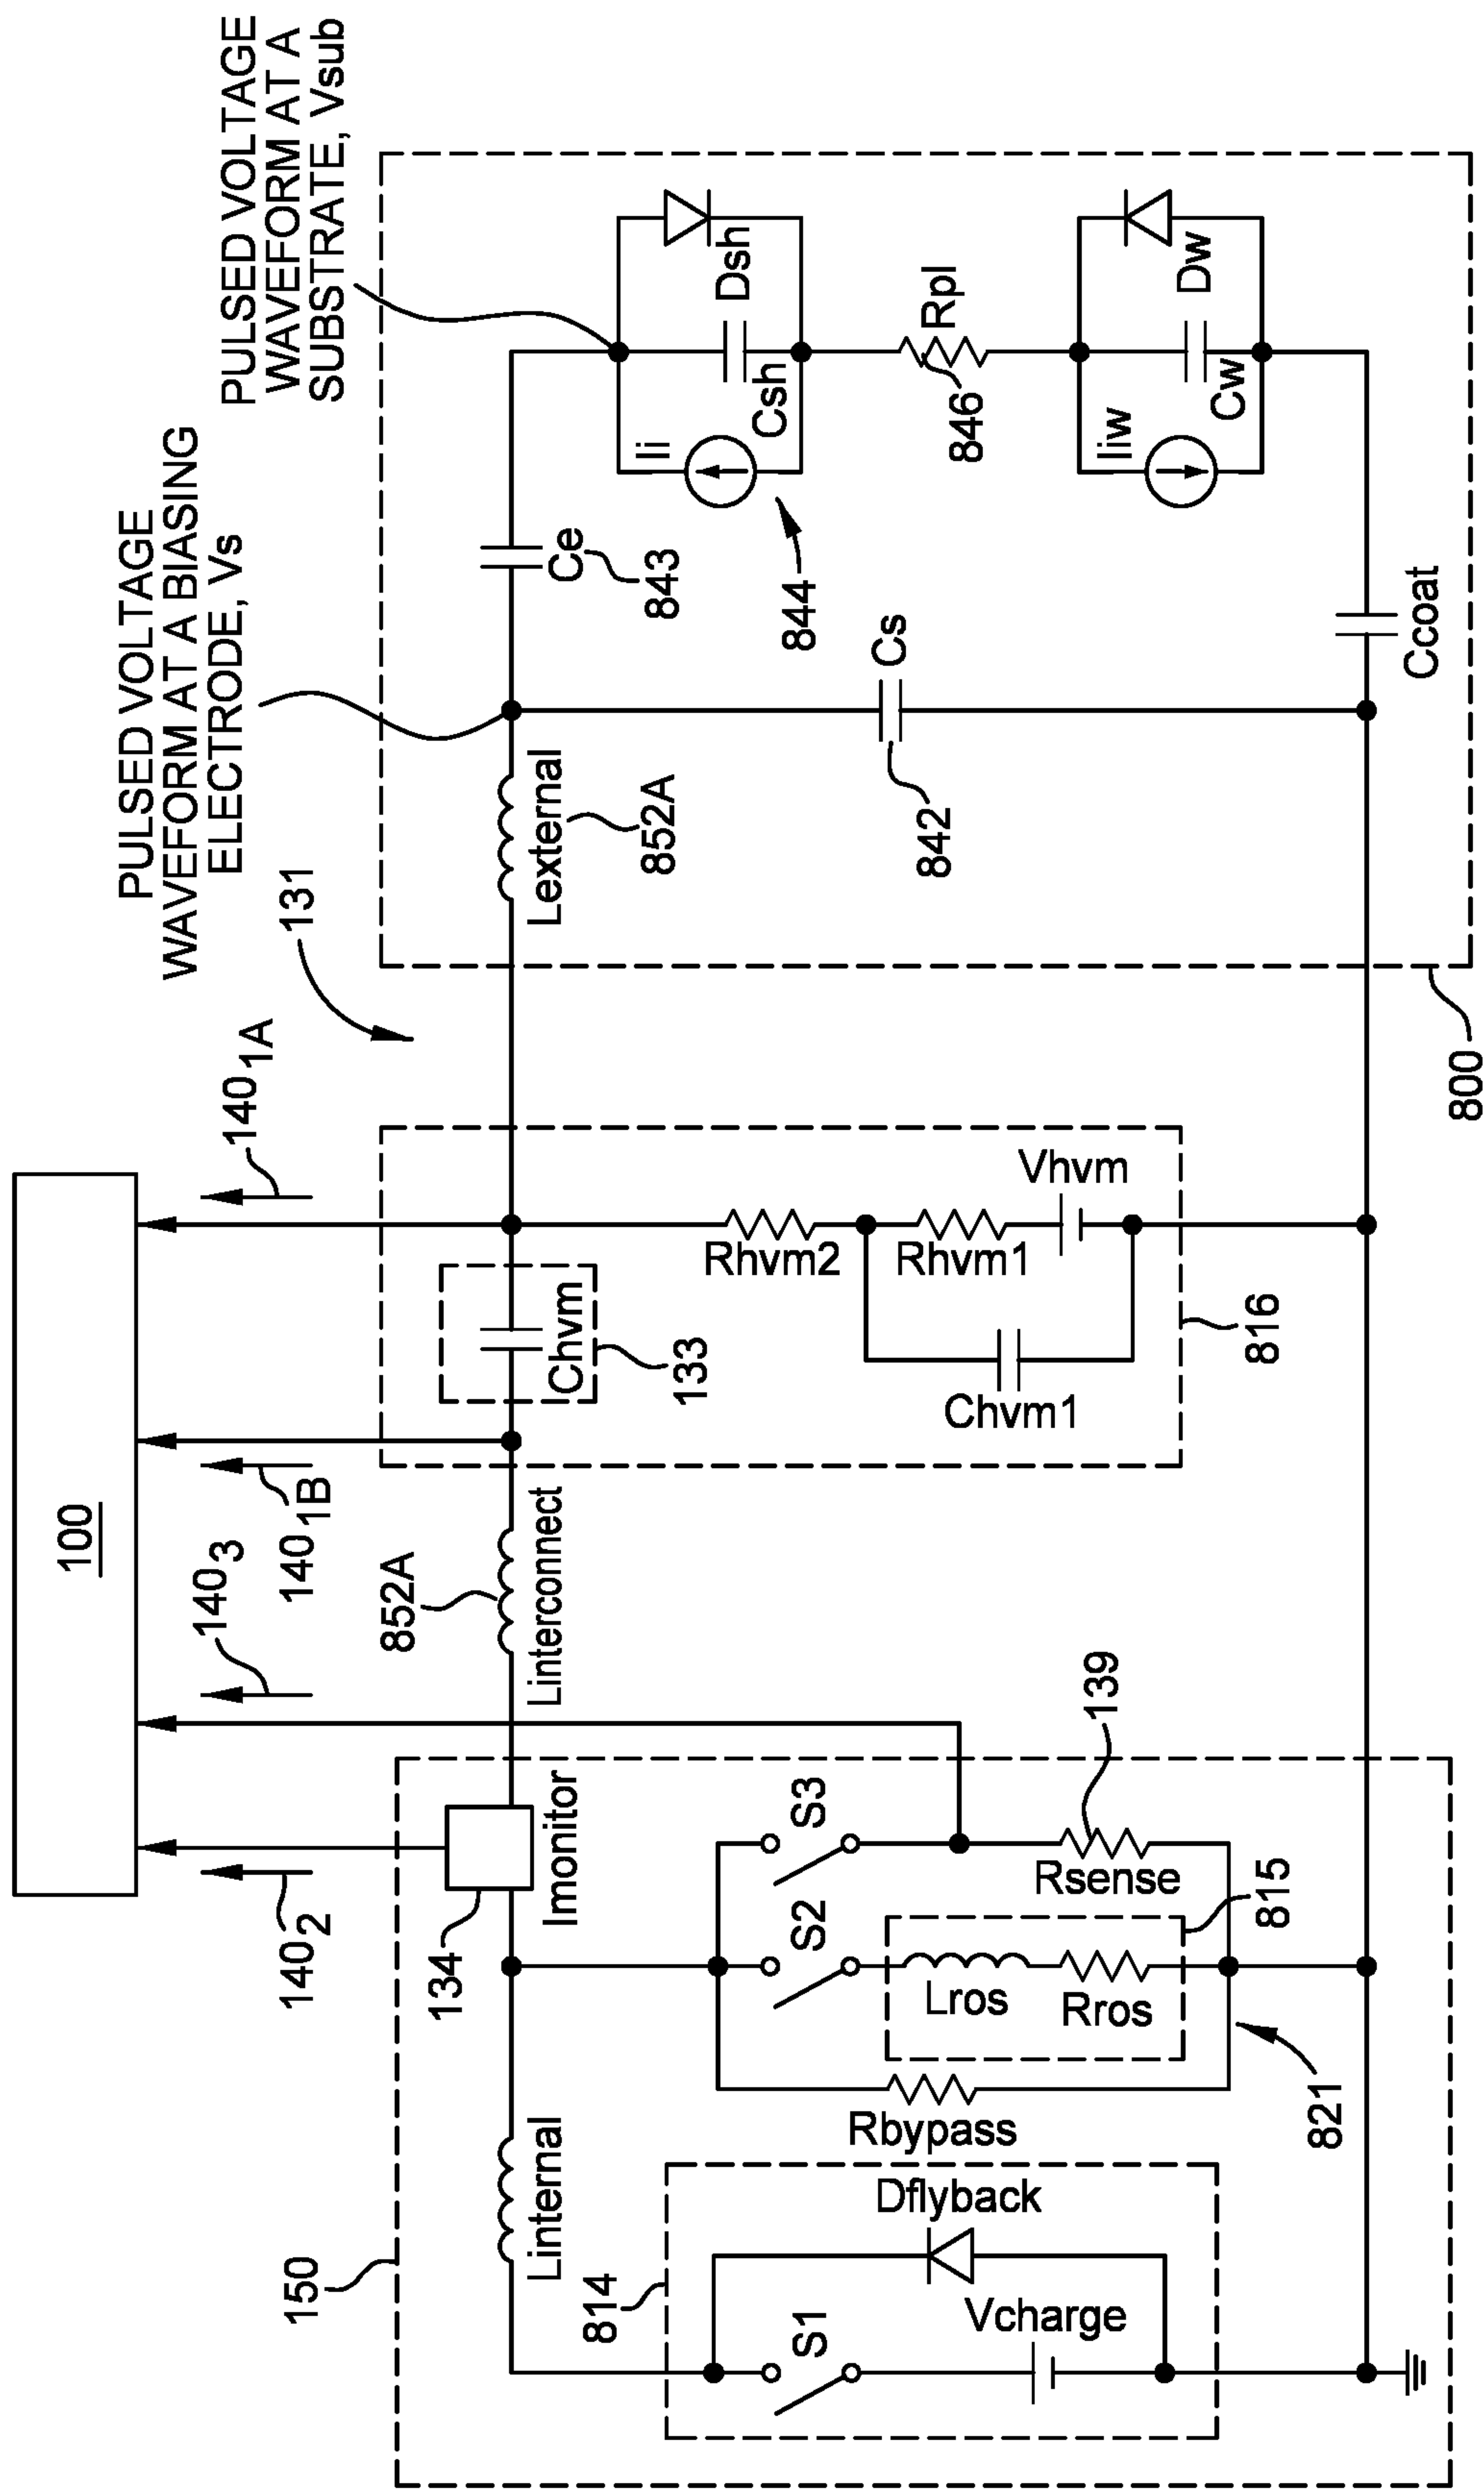 100
140 2
140 3
140 1B
140 1A
131
PULSED VOLTAGE
WAVEFORM AT A BIASING
ELECTRODE, Vs
PULSED VOLTAGE
WAVEFORM AT A
SUBSTRATE, Vsub
150
Linternal
134
Imonitor
852A
Linterconnect
Chvm
133
Lexternal
852A
Ce
843
814
S1
Vcharge
Dflyback
Rbypass
S2
Lros
Rros
815
S3
Rsense
139
821
Rhvm2
Rhvm1
Vhvm
Chvm1
816
Cs
842
Ii
Csh
Dsh
844
Rpl
846
Iiw
Cw
Dw
Ccoat
800